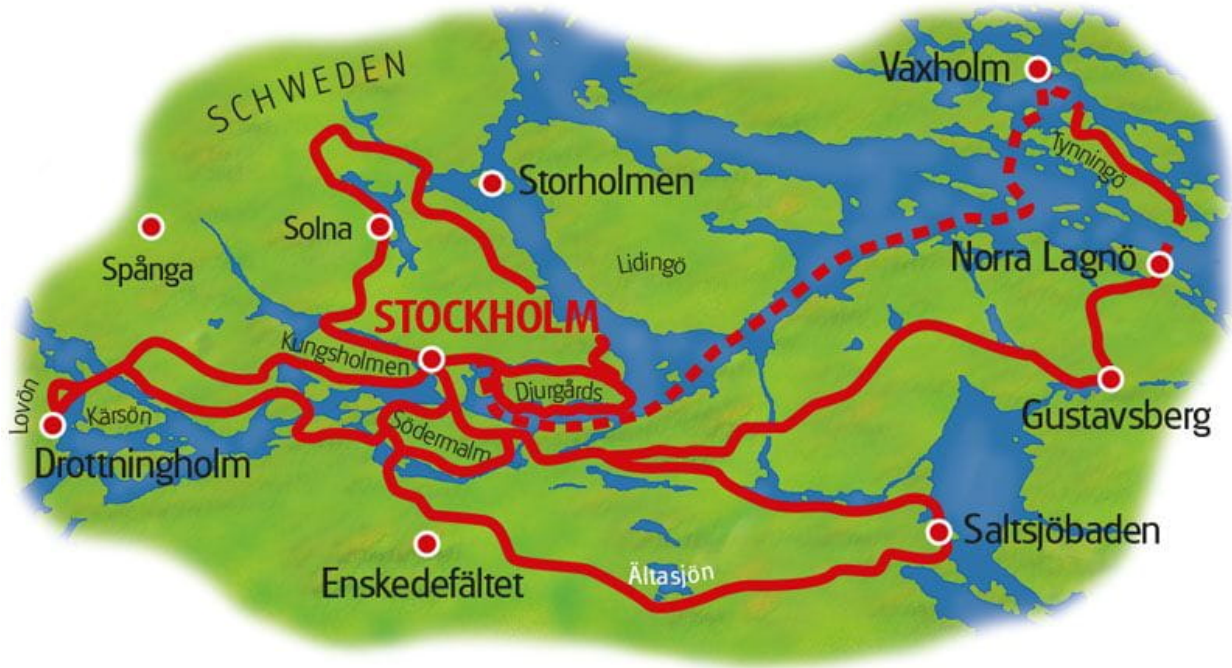 SCHWEDEN
Vaxholm
Tynningö
Storholmen
Solna
Spånga
Lidingö
Norra Lagnö
STOCKHOLM
Kungsholmen
Djurgårds.
Lovön
Kärsön
Södermalm
Gustavsberg
Drottningholm
Saltsjöbaden
Enskedefältet
Ältasjön